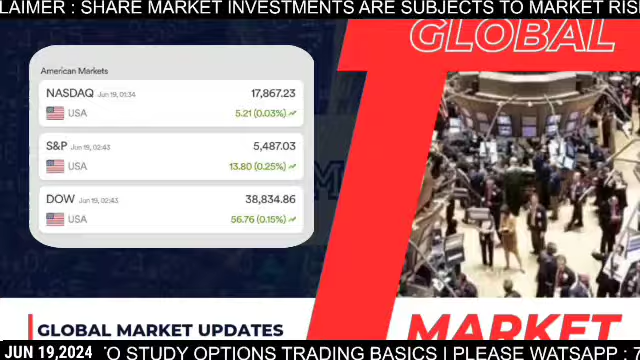 LAIMER : SHARE MARKET INVESTMENTS ARE SUBJECTS TO MARKET RIS
GLOBAL
American Markets
NASDAQ Jun 19, 01:34 17,867.23
USA 5.21 (0.03%)
S&P Jun 19, 02:43 5,487.03
USA 13.80 (0.25%)
DOW Jun 19, 02:43 38,834.86
USA 56.76 (0.15%)
GLOBAL MARKET UPDATES
MARKET
JUN 19,2024 O STUDY OPTIONS TRADING BASICS | PLEASE WATSAPP